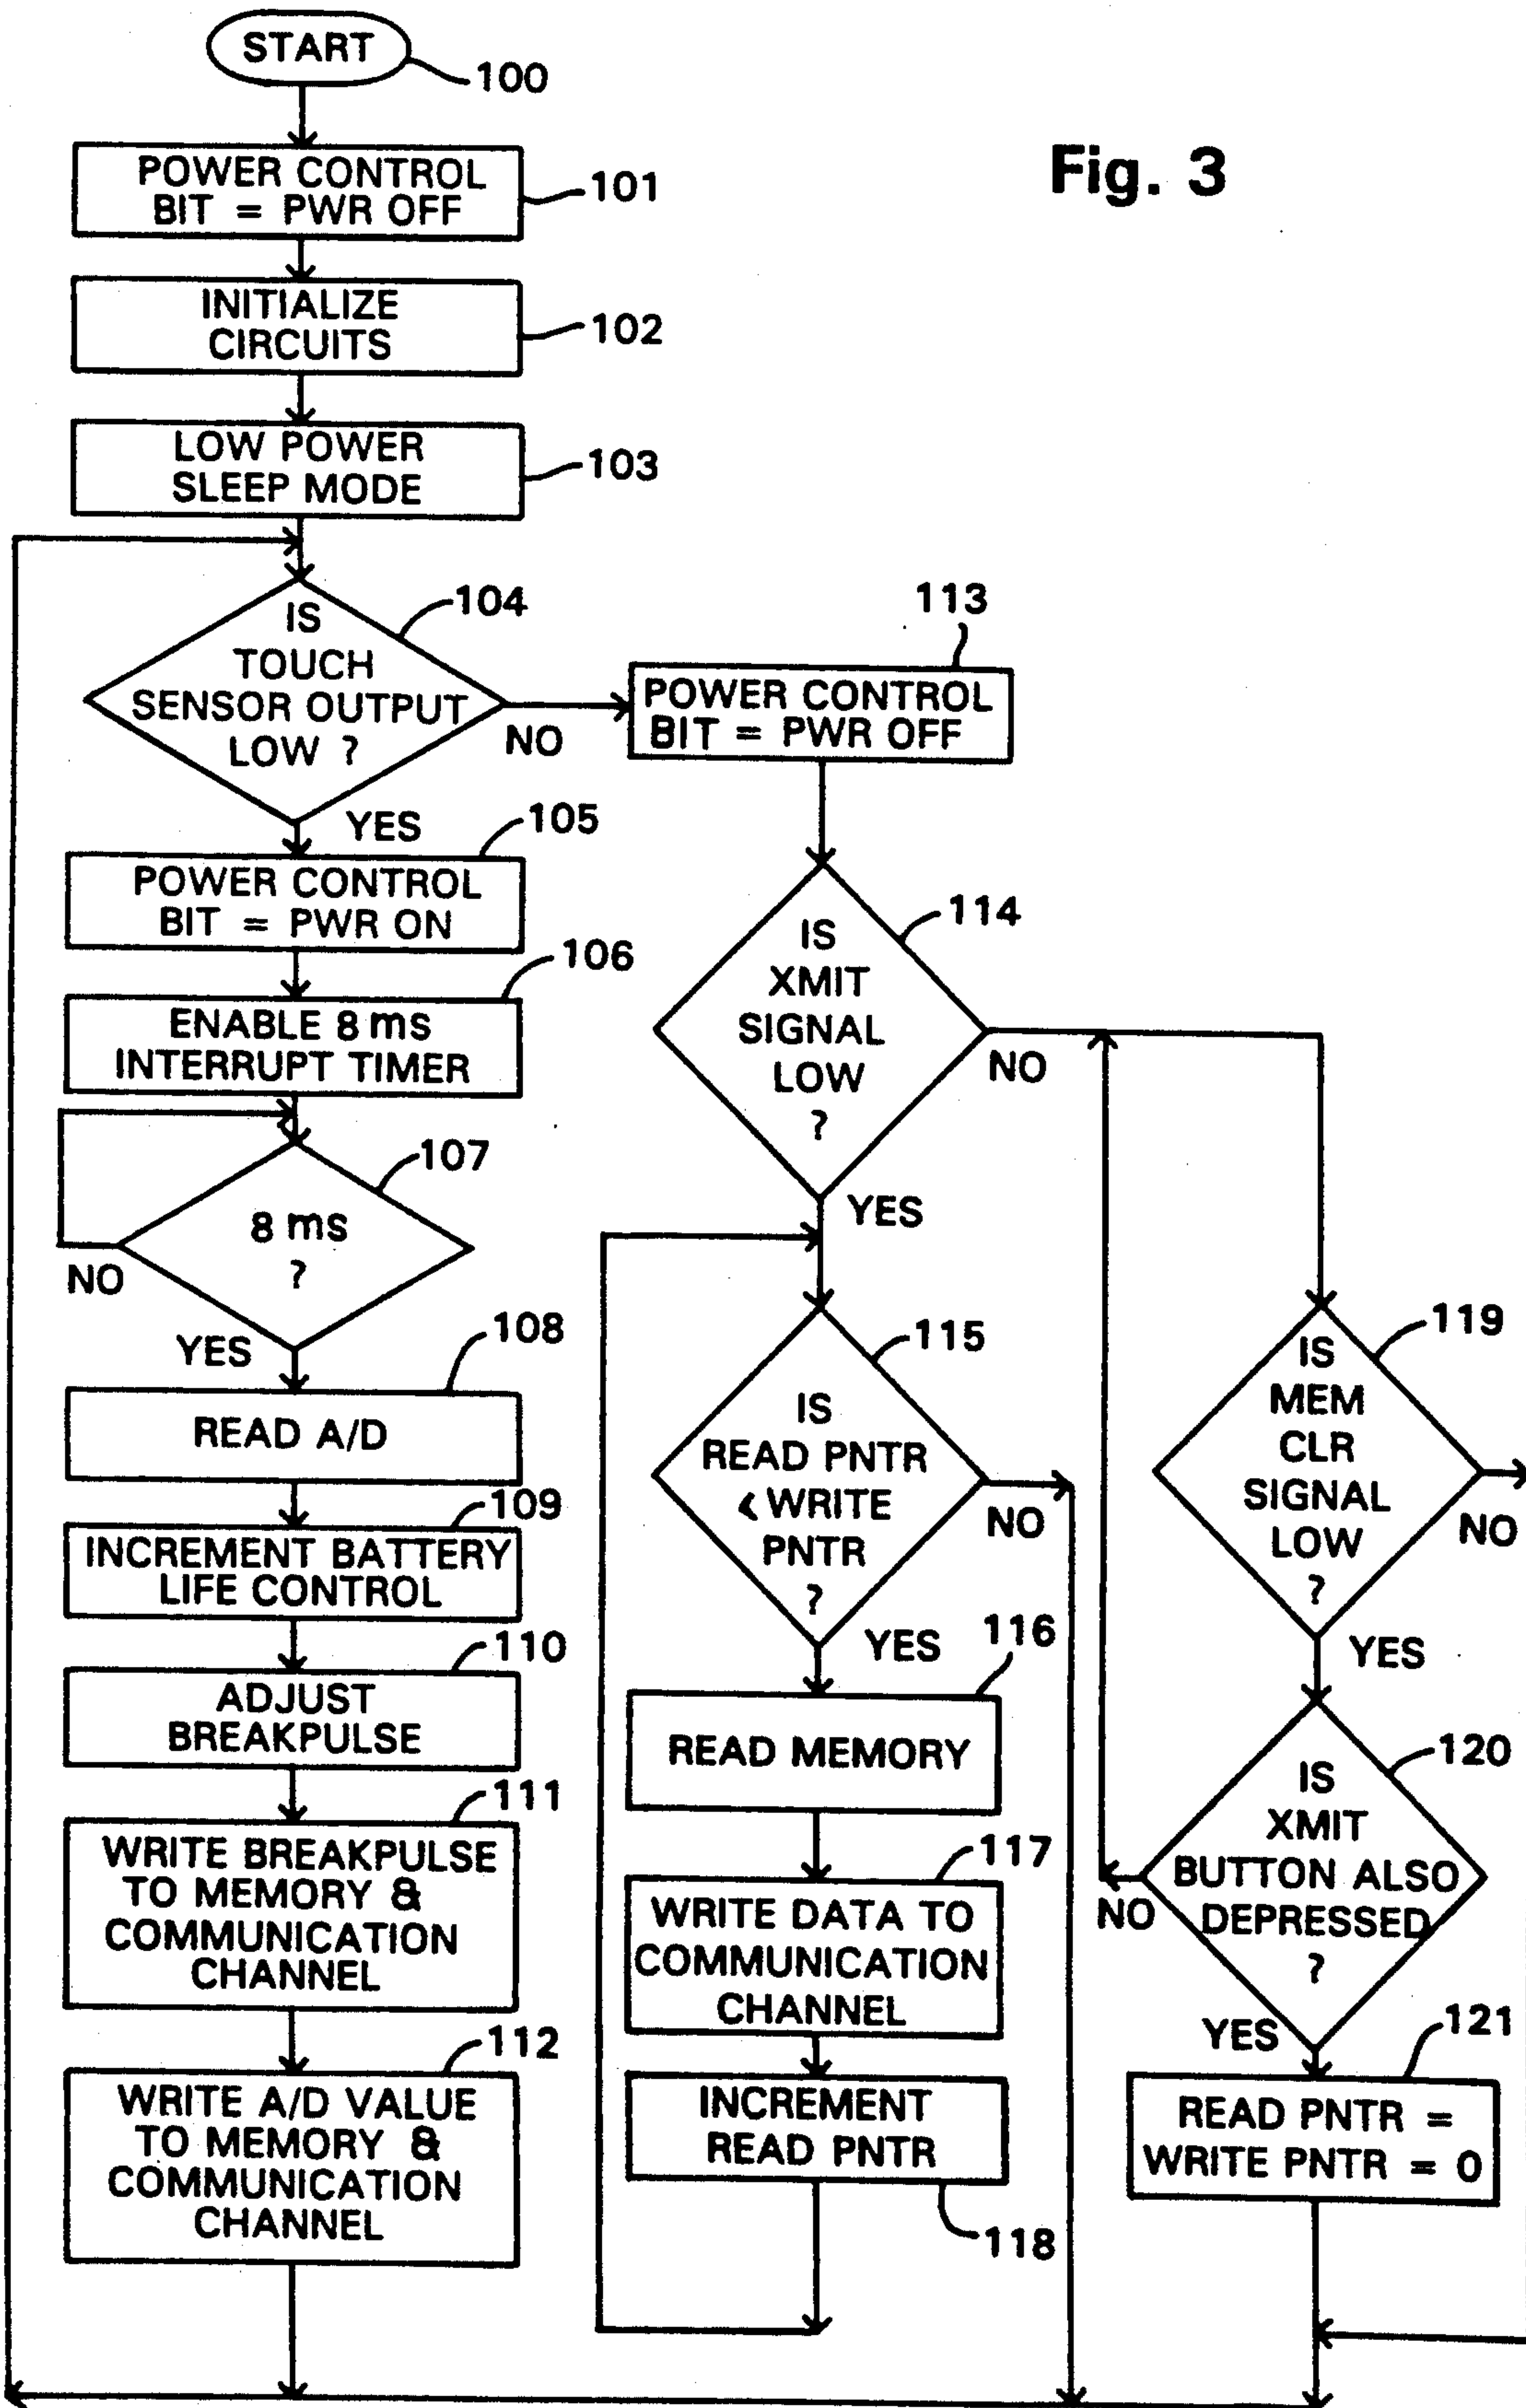 START
100
Fig. 3
POWER CONTROL
BIT = PWR OFF
101
INITIALIZE
CIRCUITS
102
LOW POWER
SLEEP MODE
103
IS
TOUCH
SENSOR OUTPUT
LOW ?
104
NO
YES
POWER CONTROL
BIT = PWR ON
105
ENABLE 8 ms
INTERRUPT TIMER
106
8 ms
?
107
NO
YES
READ A/D
108
INCREMENT BATTERY
LIFE CONTROL
109
ADJUST
BREAKPULSE
110
WRITE BREAKPULSE
TO MEMORY &
COMMUNICATION
CHANNEL
111
WRITE A/D VALUE
TO MEMORY &
COMMUNICATION
CHANNEL
112
113
POWER CONTROL
BIT = PWR OFF
IS
XMIT
SIGNAL
LOW
?
114
NO
YES
IS
READ PNTR
< WRITE
PNTR
?
115
NO
YES
READ MEMORY
116
WRITE DATA TO
COMMUNICATION
CHANNEL
117
INCREMENT
READ PNTR
118
IS
MEM
CLR
SIGNAL
LOW
?
119
NO
YES
IS
XMIT
BUTTON ALSO
DEPRESSED
?
120
NO
YES
READ PNTR =
WRITE PNTR = 0
121